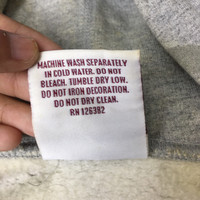 MACHINE WASH SEPARATELY
IN COLD WATER. DO NOT
BLEACH. TUMBLE DRY LOW.
DO NOT IRON DECORATION.
DO NOT DRY CLEAN.
RN 126382